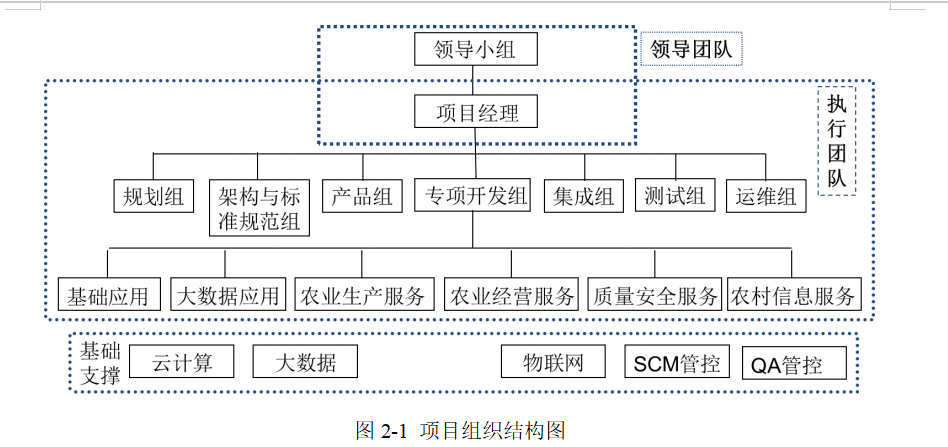 领导小组
领导团队
项目经理
执行团队
规划组
架构与标
准规范组
产品组
专项开发组
集成组
测试组
运维组
基础应用
大数据应用
农业生产服务
农业经营服务
质量安全服务
农村信息服务
基础
支撑
云计算
大数据
物联网
SCM管控
QA管控
图 2-1 项目组织结构图